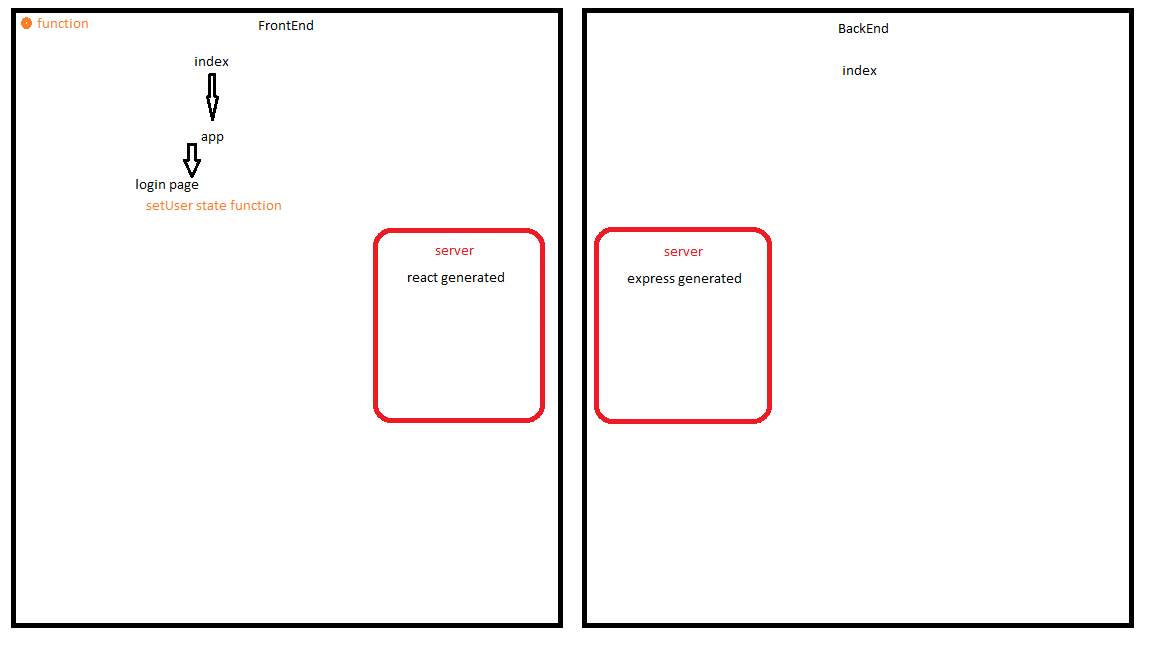 function
FrontEnd
index
app
login page
setUser state function
server
react generated
BackEnd
index
server
express generated